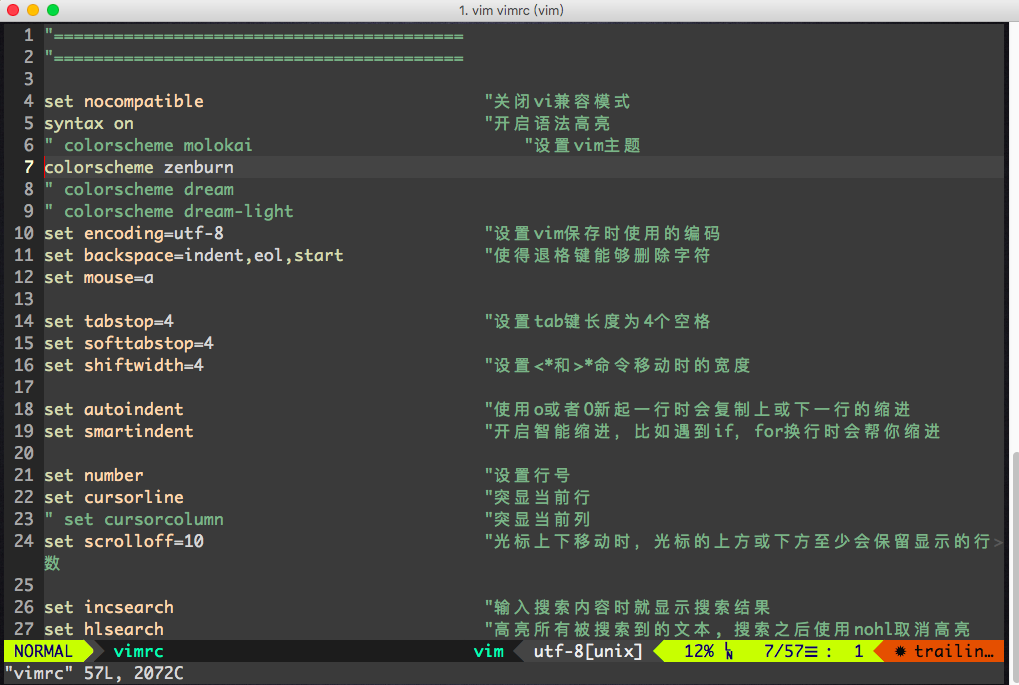 1. vim vimrc (vim)
1 "=========================================
2 "=========================================
3
4 set nocompatible "关闭vi兼容模式
5 syntax on "开启语法高亮
6 " colorscheme molokai "设置vim主题
7 colorscheme zenburn
8 " colorscheme dream
9 " colorscheme dream-light
10 set encoding=utf-8 "设置vim保存时使用的编码
11 set backspace=indent,eol,start "使得退格键能够删除字符
12 set mouse=a
13
14 set tabstop=4 "设置tab键长度为4个空格
15 set softtabstop=4
16 set shiftwidth=4 "设置<*和>*命令移动时的宽度
17
18 set autoindent "使用o或者O新起一行时会复制上或下一行的缩进
19 set smartindent "开启智能缩进，比如遇到if，for换行时会帮你缩进
20
21 set number "设置行号
22 set cursorline "突显当前行
23 " set cursorcolumn "突显当前列
24 set scrolloff=10 "光标上下移动时，光标的上方或下方至少会保留显示的行>
数
25
26 set incsearch "输入搜索内容时就显示搜索结果
27 set hlsearch "高亮所有被搜索到的文本，搜索之后使用nohl取消高亮
NORMAL vimrc vim utf-8[unix] 12% ␤ 7/57≡ : 1 ✹ trailin…
"vimrc" 57L, 2072C